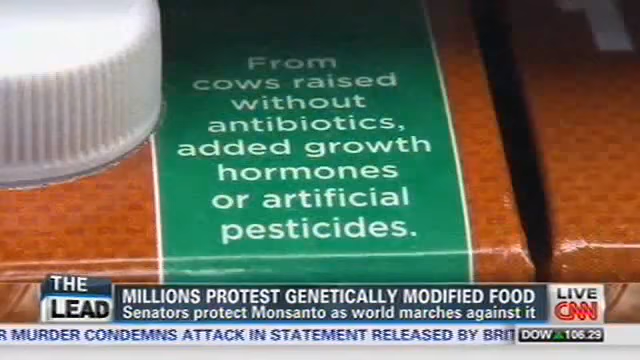 From
cows raised
without
antibiotics,
added growth
hormones
or artificial
pesticides.
THE
LEAD
MILLIONS PROTEST GENETICALLY MODIFIED FOOD
Senators protect Monsanto as world marches against it
LIVE
CNN
R MURDER CONDEMNS ATTACK IN STATEMENT RELEASED BY BRIT
DOW ▲106.29